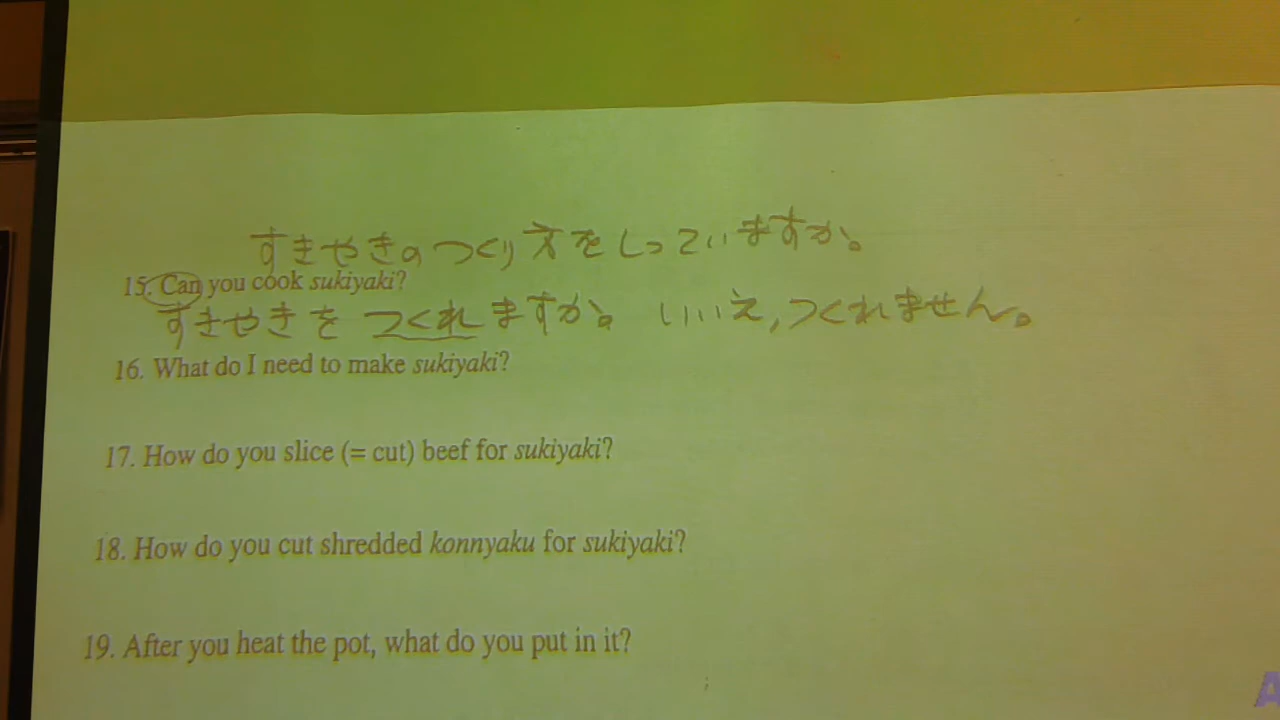 すきやきのつくり方をしっていますか。
15. Can you cook sukiyaki?
すきやきを つくれますか。 いいえ,つくれません。
16. What do I need to make sukiyaki?
17. How do you slice (= cut) beef for sukiyaki?
18. How do you cut shredded konnyaku for sukiyaki?
19. After you heat the pot, what do you put in it?
A